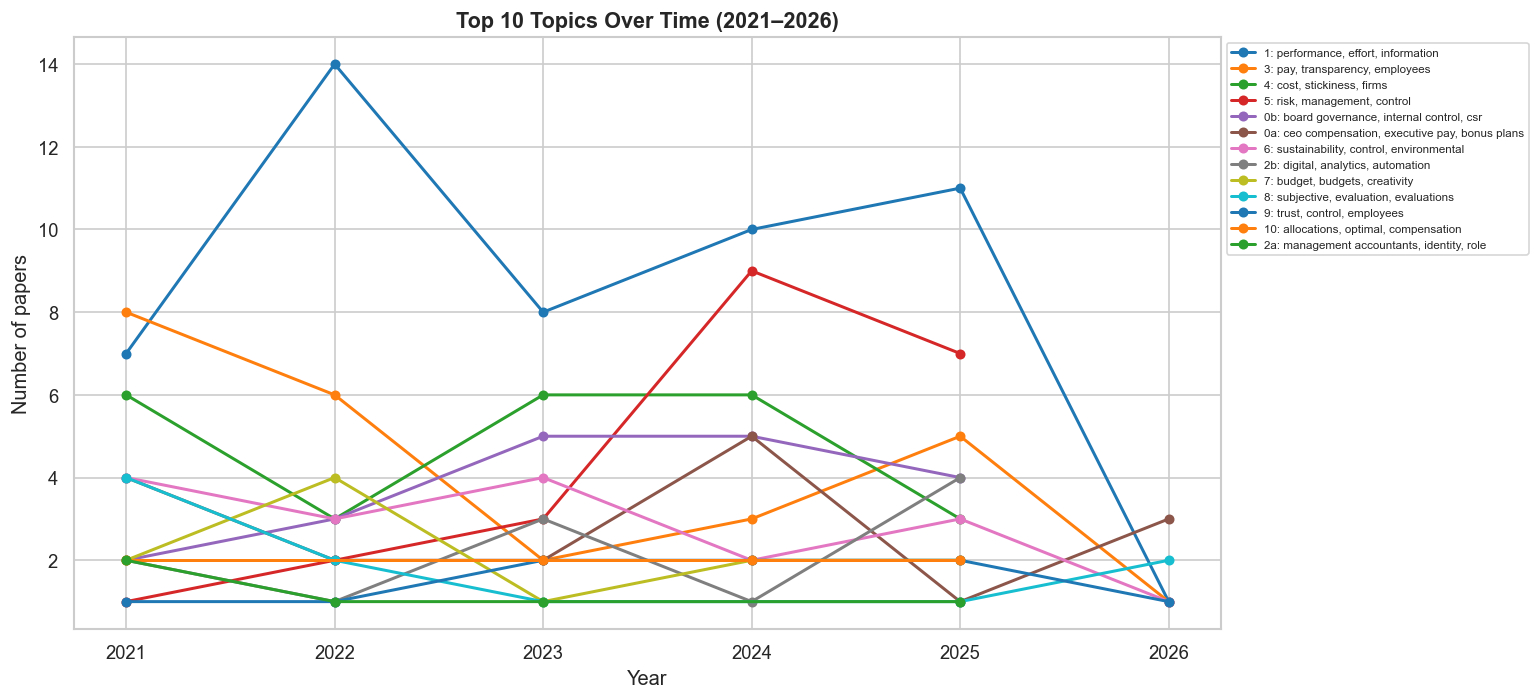 Top 10 Topics Over Time (2021–2026)
14
12
10
8
6
4
2
Number of papers
2021
2022
2023
2024
2025
2026
Year
1: performance, effort, information
3: pay, transparency, employees
4: cost, stickiness, firms
5: risk, management, control
0b: board governance, internal control, csr
0a: ceo compensation, executive pay, bonus plans
6: sustainability, control, environmental
2b: digital, analytics, automation
7: budget, budgets, creativity
8: subjective, evaluation, evaluations
9: trust, control, employees
10: allocations, optimal, compensation
2a: management accountants, identity, role